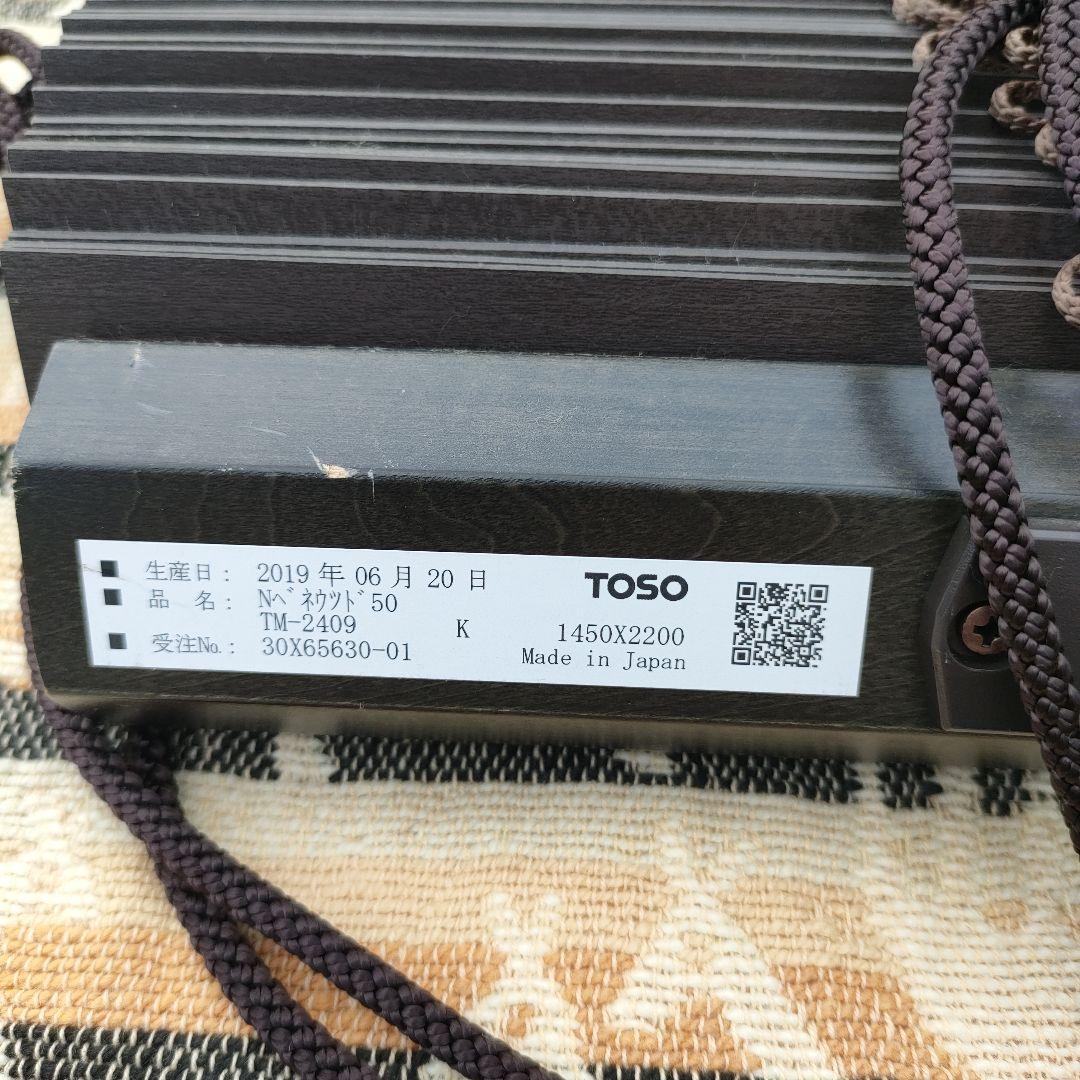 ■ 生産日： 2019 年 06 月 20 日
TOSO
■ 品　名： Nﾍﾞﾈｳﾂﾄﾞ50
TM-2409 K 1450X2200
■ 受注No.： 30X65630-01
Made in Japan